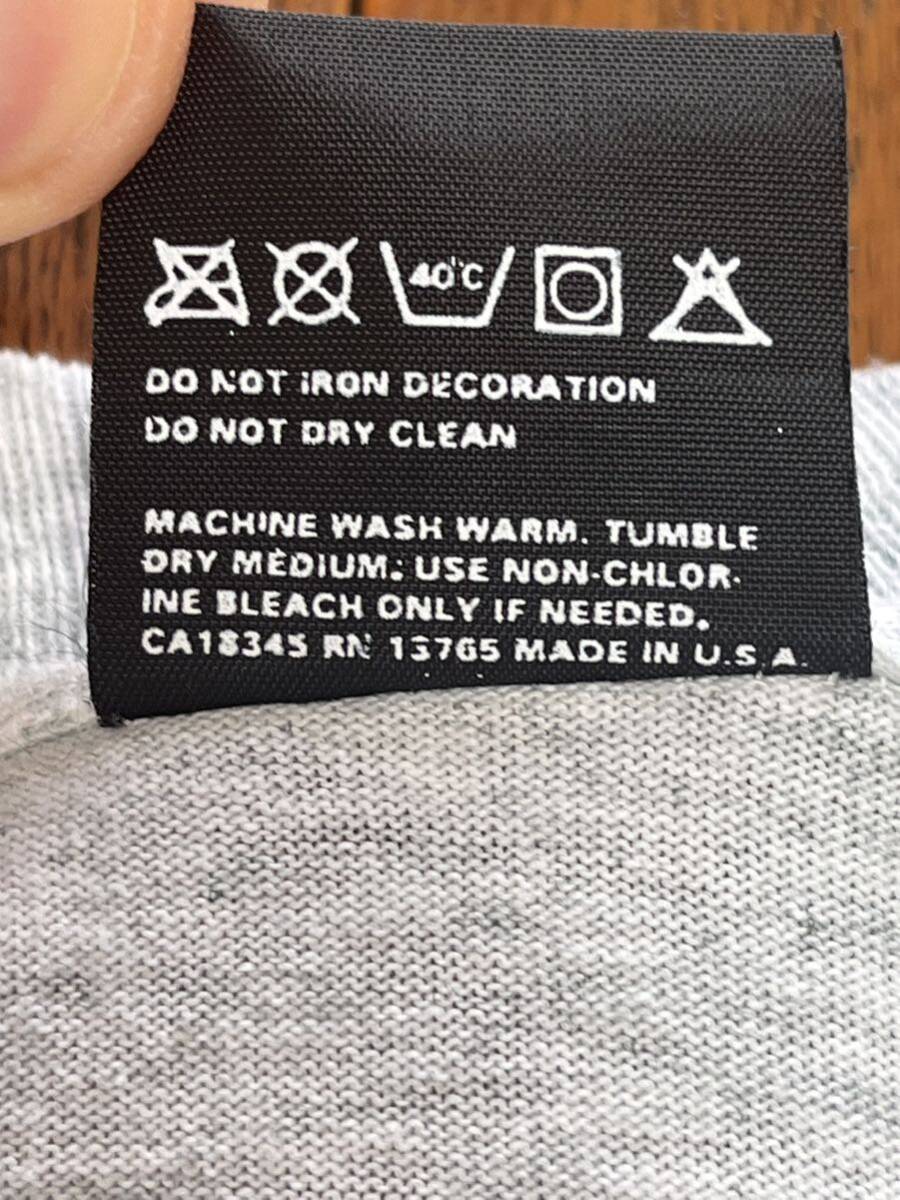 40°C
DO NOT IRON DECORATION
DO NOT DRY CLEAN
MACHINE WASH WARM. TUMBLE
DRY MEDIUM. USE NON-CHLOR-
INE BLEACH ONLY IF NEEDED.
CA18345 RN 13765 MADE IN U.S.A.